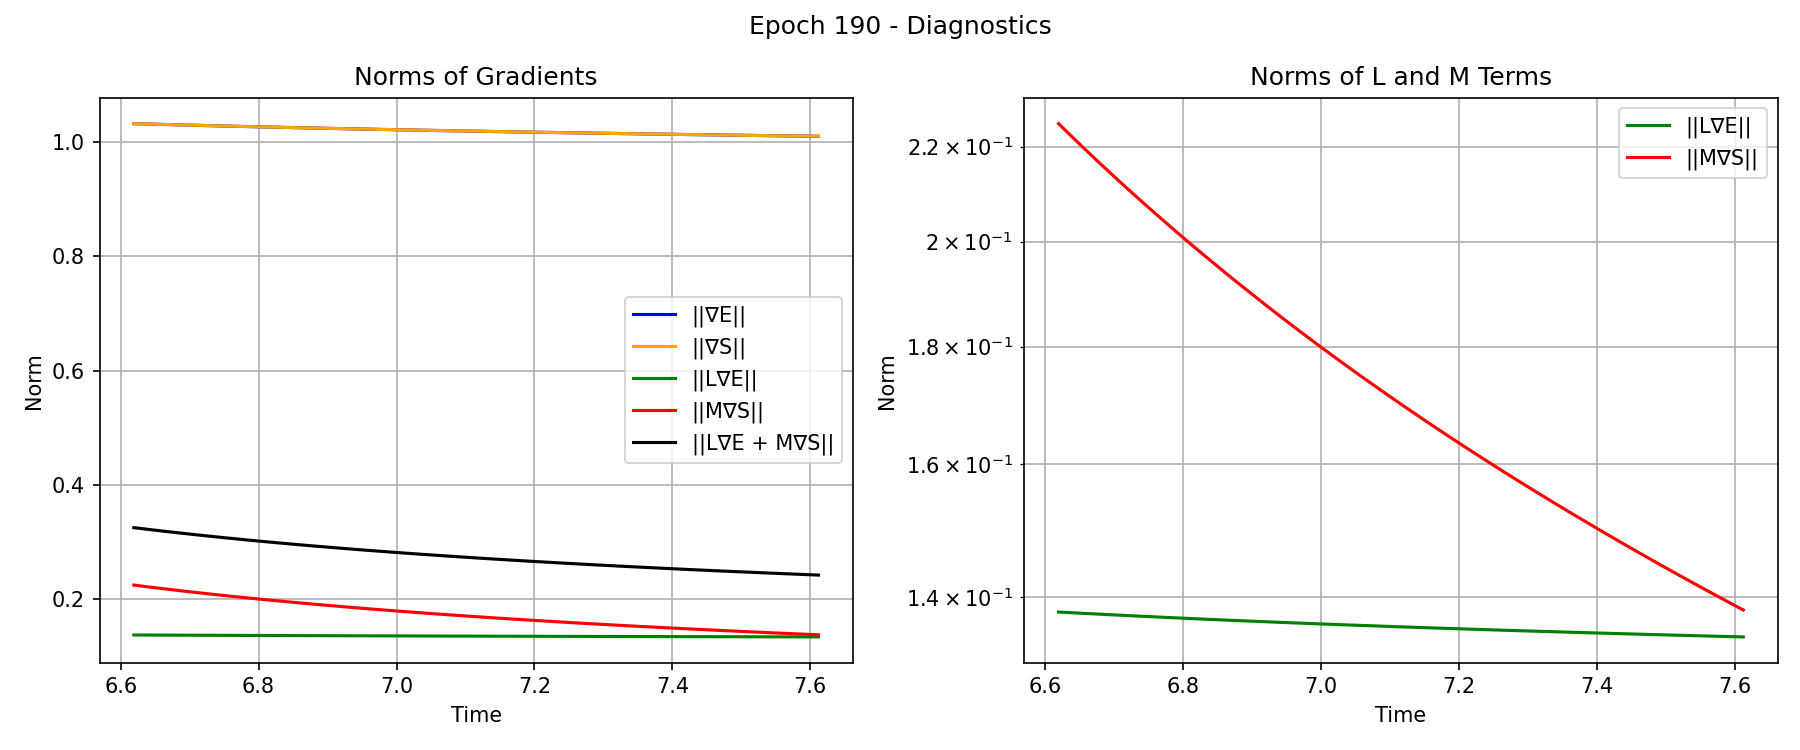 Epoch 190 - Diagnostics
Norms of Gradients
Norm
1.0
0.8
0.6
0.4
0.2
||∇E||
||∇S||
||L∇E||
||M∇S||
||L∇E + M∇S||
6.6 6.8 7.0 7.2 7.4 7.6
Time
Norms of L and M Terms
Norm
2.2 × 10⁻¹
2 × 10⁻¹
1.8 × 10⁻¹
1.6 × 10⁻¹
1.4 × 10⁻¹
||L∇E||
||M∇S||
6.6 6.8 7.0 7.2 7.4 7.6
Time